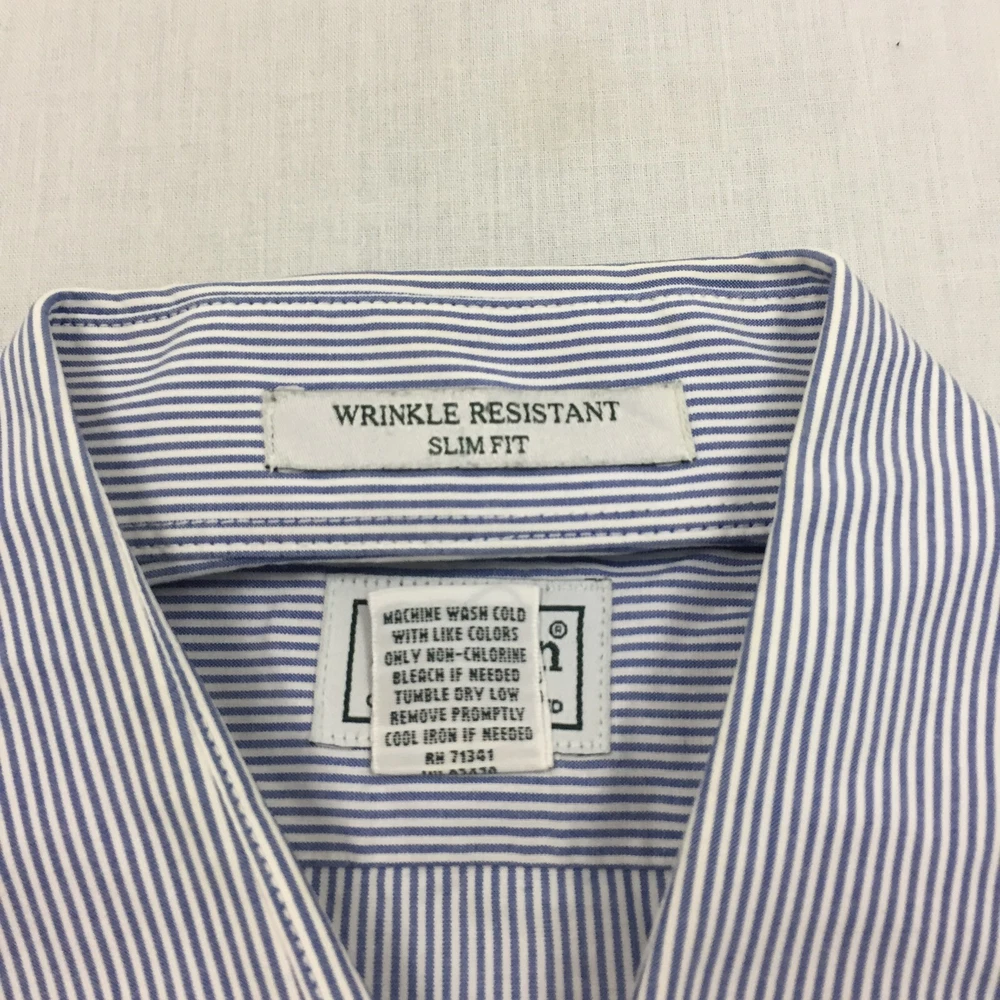 WRINKLE RESISTANT
SLIM FIT
MACHINE WASH COLD
WITH LIKE COLORS
ONLY NON-CHLORINE
BLEACH IF NEEDED
TUMBLE DRY LOW
REMOVE PROMPTLY
COOL IRON IF NEEDED
RN 71341